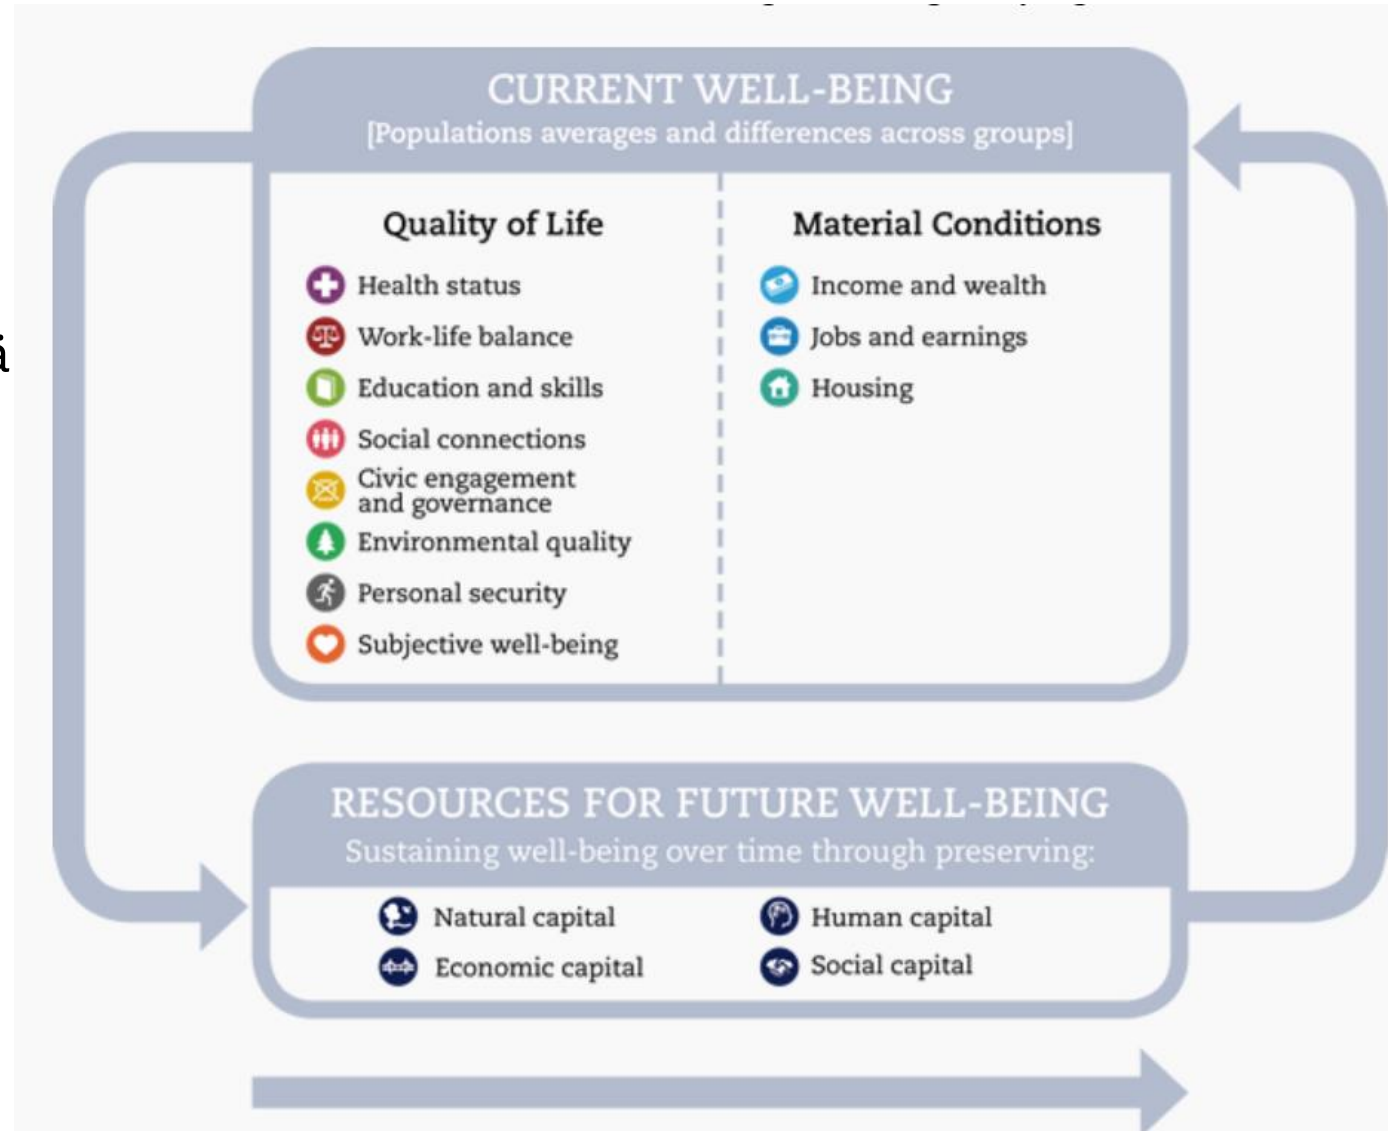 CURRENT WELL-BEING
[Populations averages and differences across groups]
Quality of Life
Health status
Work-life balance
Education and skills
Social connections
Civic engagement
and governance
Environmental quality
Personal security
Subjective well-being
Material Conditions
Income and wealth
Jobs and earnings
Housing
ä
RESOURCES FOR FUTURE WELL-BEING
Sustaining well-being over time through preserving:
Natural capital
Economic capital
Human capital
Social capital